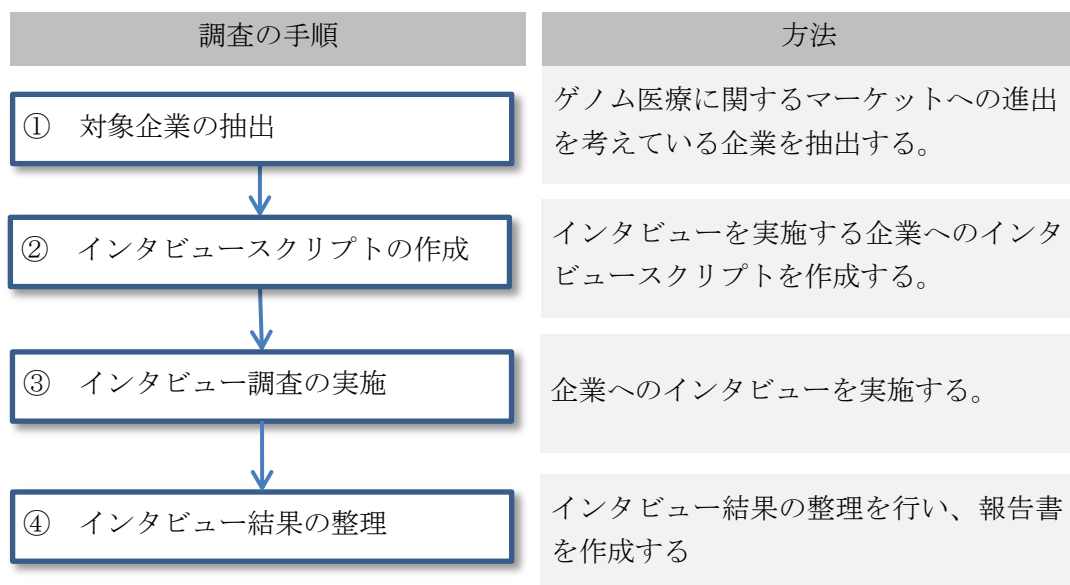 調査の手順
方法
① 対象企業の抽出
ゲノム医療に関するマーケットへの進出
を考えている企業を抽出する。
② インタビュースクリプトの作成
インタビューを実施する企業へのインタ
ビュースクリプトを作成する。
③ インタビュー調査の実施
企業へのインタビューを実施する。
④ インタビュー結果の整理
インタビュー結果の整理を行い、報告書
を作成する